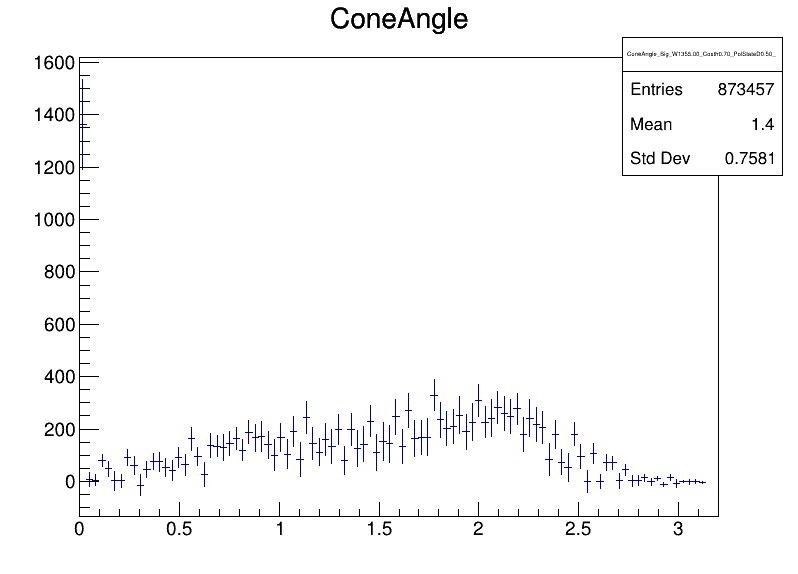 ConeAngle
ConeAngle_Sig_W1355.00_Costh0.70_PolStateD0.50_
Entries 873457
Mean 1.4
Std Dev 0.7581
1600
1400
1200
1000
800
600
400
200
0
0 0.5 1 1.5 2 2.5 3